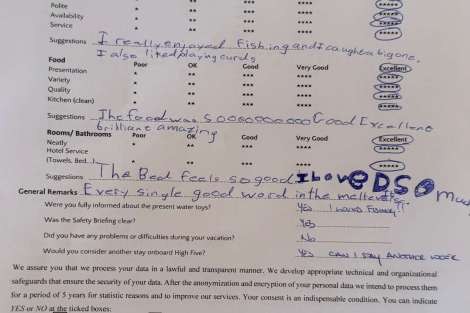 Polite ** *** **** *****
Availability ** *** **** *****
Service ** *** **** *****
Suggestions I really enjoyed fishing and I caught a big one,
I also liked playing curdy
Food Poor OK Good Very Good Excellent
Presentation * ** *** **** *****
Variety * ** *** **** *****
Quality * ** *** **** *****
Kitchen (clean) * ** *** **** *****
Suggestions The food was Soooooooooo Good Excellent
brilliant amazing
Rooms/ Bathrooms Poor OK Good Very Good Excellent
Neatly * ** *** **** *****
Hotel Service
(Towels, Bed...) * ** *** **** *****
Suggestions The Bed feels so good I LOVE BEDS O
General Remarks Every single good word in the
Were you fully informed about the present water toys? Yes I LOVED FISHING!
Was the Safety Briefing clear? Yes
Did you have any problems or difficulties during your vacation? No
Would you consider another stay onboard High Five? Yes CAN I STAY ANOTHER
We assure you that we process your data in a lawful and transparent manner. We develop appropriate technical and organizational
safeguards that ensure the security of your data. After the anonymization and encryption of your personal data we intend to process them
for a period of 5 years for statistic reasons and to improve our services. Your consent is an indispensable condition. You can indicate
YES or NO at the ticked boxes: